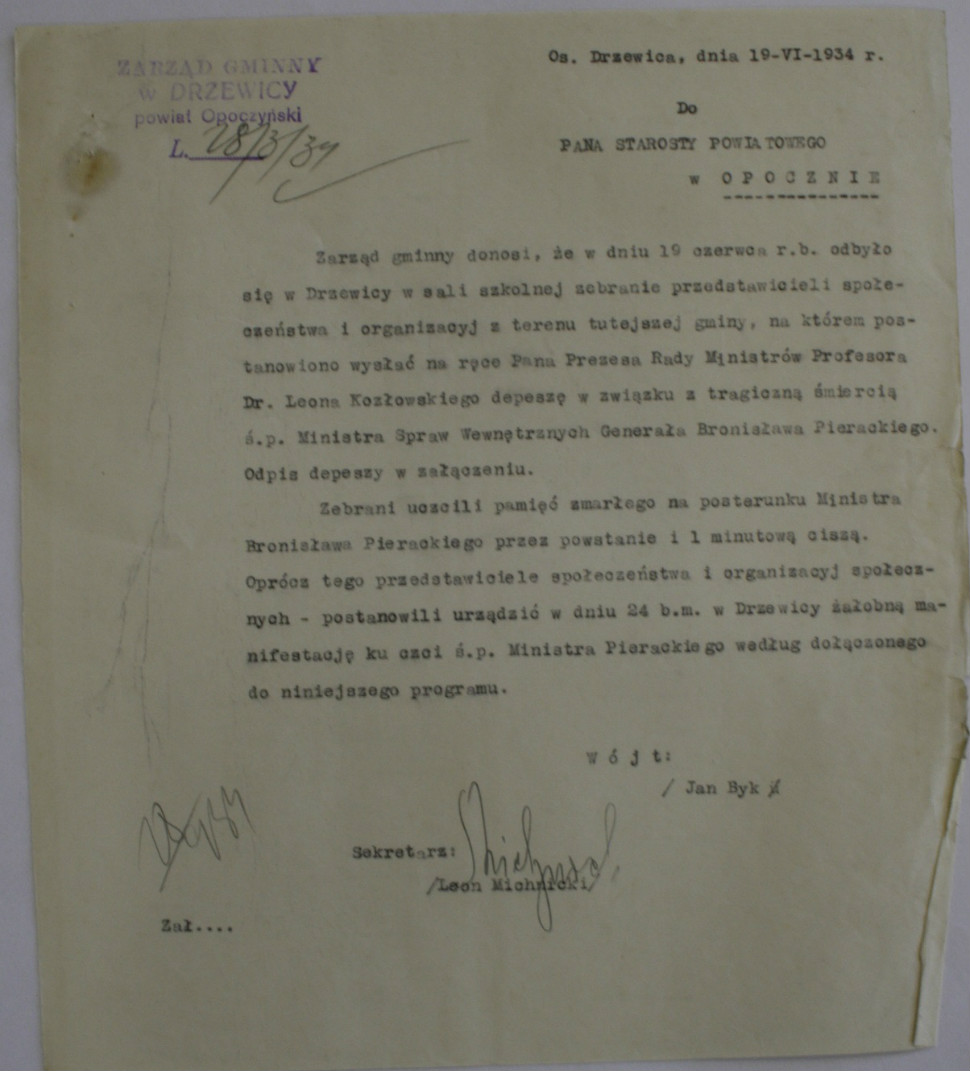 ZARZĄD GMINNY
W DRZEWICY
powiat Opoczyński
L. 28/3/34
Os. Drzewica, dnia 19-VI-1934 r.
Do
PANA STAROSTY POWIATOWEGO
w OPOCZNIE
Zarząd gminny donosi, że w dniu 19 czerwca r.b. odbyło
się w Drzewicy w sali szkolnej zebranie przedstawicieli społe-
czeństwa i organizacyj z terenu tutejszej gminy, na którem pos-
tanowiono wysłać na ręce Pana Prezesa Rady Ministrów Profesora
Dr. Leona Kozłowskiego depeszę w związku z tragiczną śmiercią
ś.p. Ministra Spraw Wewnętrznych Generała Bronisława Pierackiego.
Odpis depeszy w załączeniu.
Zebrani uczcili pamięć zmarłego na posterunku Ministra
Bronisława Pierackiego przez powstanie i 1 minutową ciszą.
Oprócz tego przedstawiciele społeczeństwa i organizacyj społecz-
nych - postanowili urządzić w dniu 24 b.m. w Drzewicy żałobną ma-
nifestację ku czci ś.p. Ministra Pierackiego według dołączonego
do niniejszego programu.
Wójt:
/ Jan Byk /
Sekretarz:
/Leon Michnicki/
Zał....